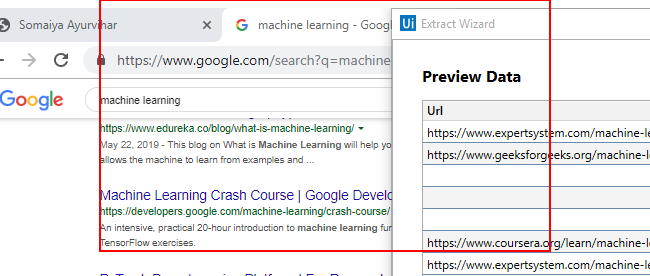 Somaiya Ayurvihar
machine learning - Goog
https://www.google.com/search?q=machine
Google
machine learning
https://www.edureka.co/blog/what-is-machine-learning/
May 22, 2019 - This blog on What is Machine Learning will help yo
allows the machine to learn from examples and ...
Machine Learning Crash Course | Google Develo
https://developers.google.com/machine-learning/crash-course/
An intensive, practical 20-hour introduction to machine learning fun
TensorFlow exercises.
Ui Extract Wizard
Preview Data
Url
https://www.expertsystem.com/machine-le
https://www.geeksforgeeks.org/machine-l
https://www.coursera.org/learn/machine-le
https://www.expertsystem.com/machine-le